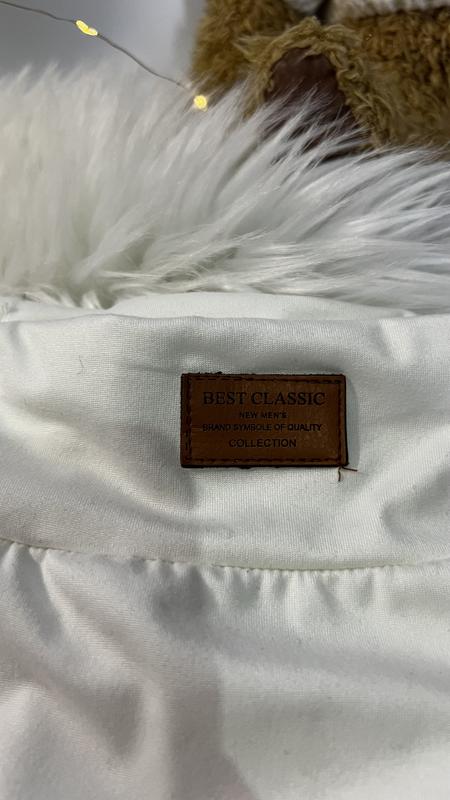 BEST CLASSIC
NEW MEN'S
BRAND SYMBOLE OF QUALITY
COLLECTION